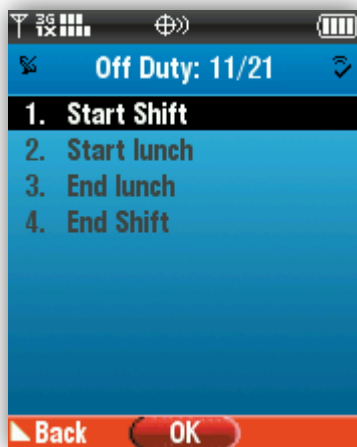 3G
1X
Off Duty: 11/21
1. Start Shift
2. Start lunch
3. End lunch
4. End Shift
Back OK